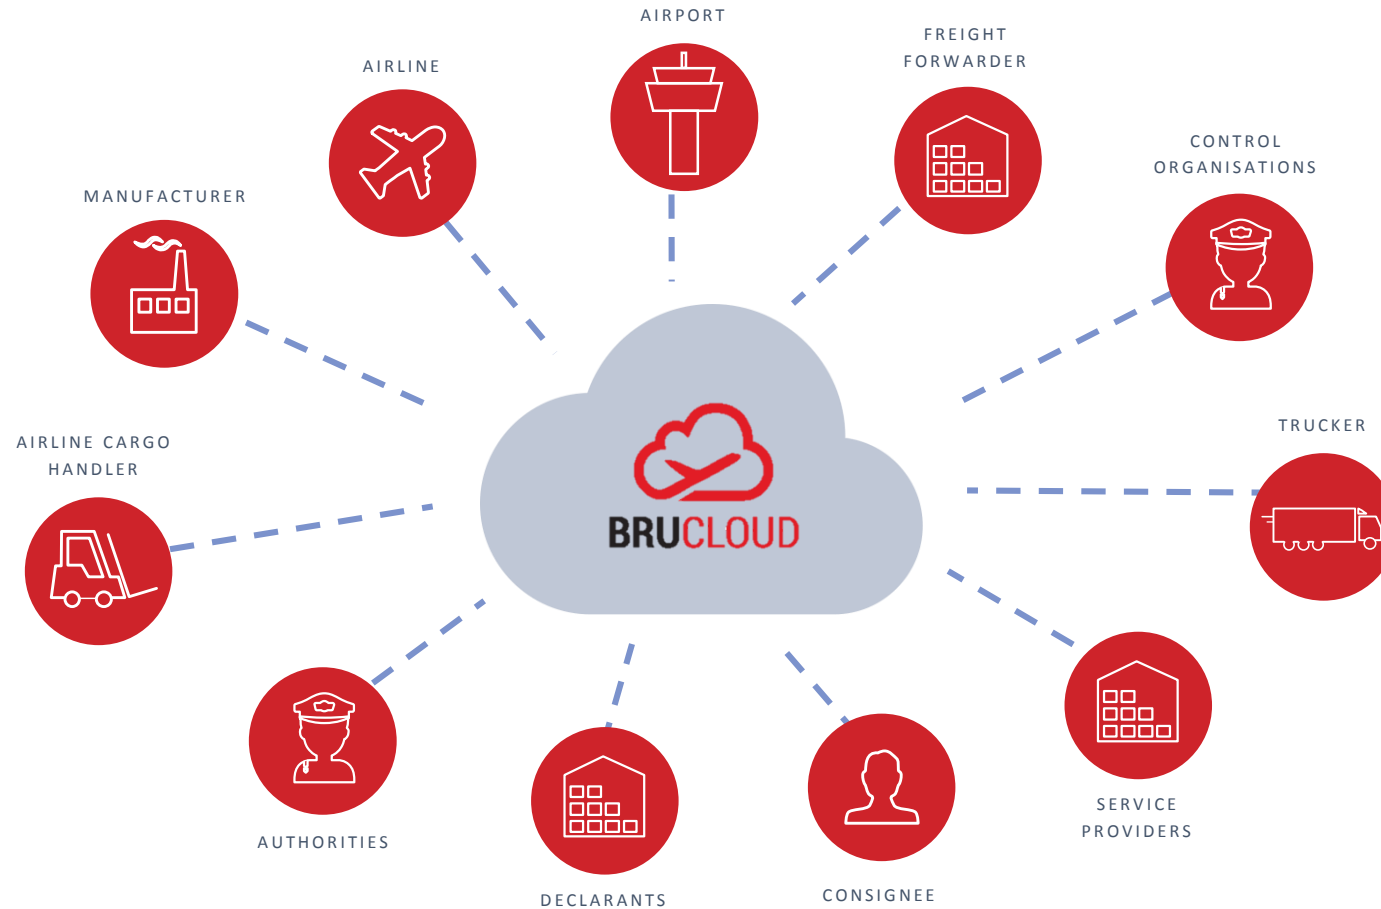 AIRPORT
FREIGHT
FORWARDER
AIRLINE
CONTROL
ORGANISATIONS
MANUFACTURER
TRUCKER
AIRLINE CARGO
HANDLER
BRUCLOUD
SERVICE
PROVIDERS
AUTHORITIES
CONSIGNEE
DECLARANTS